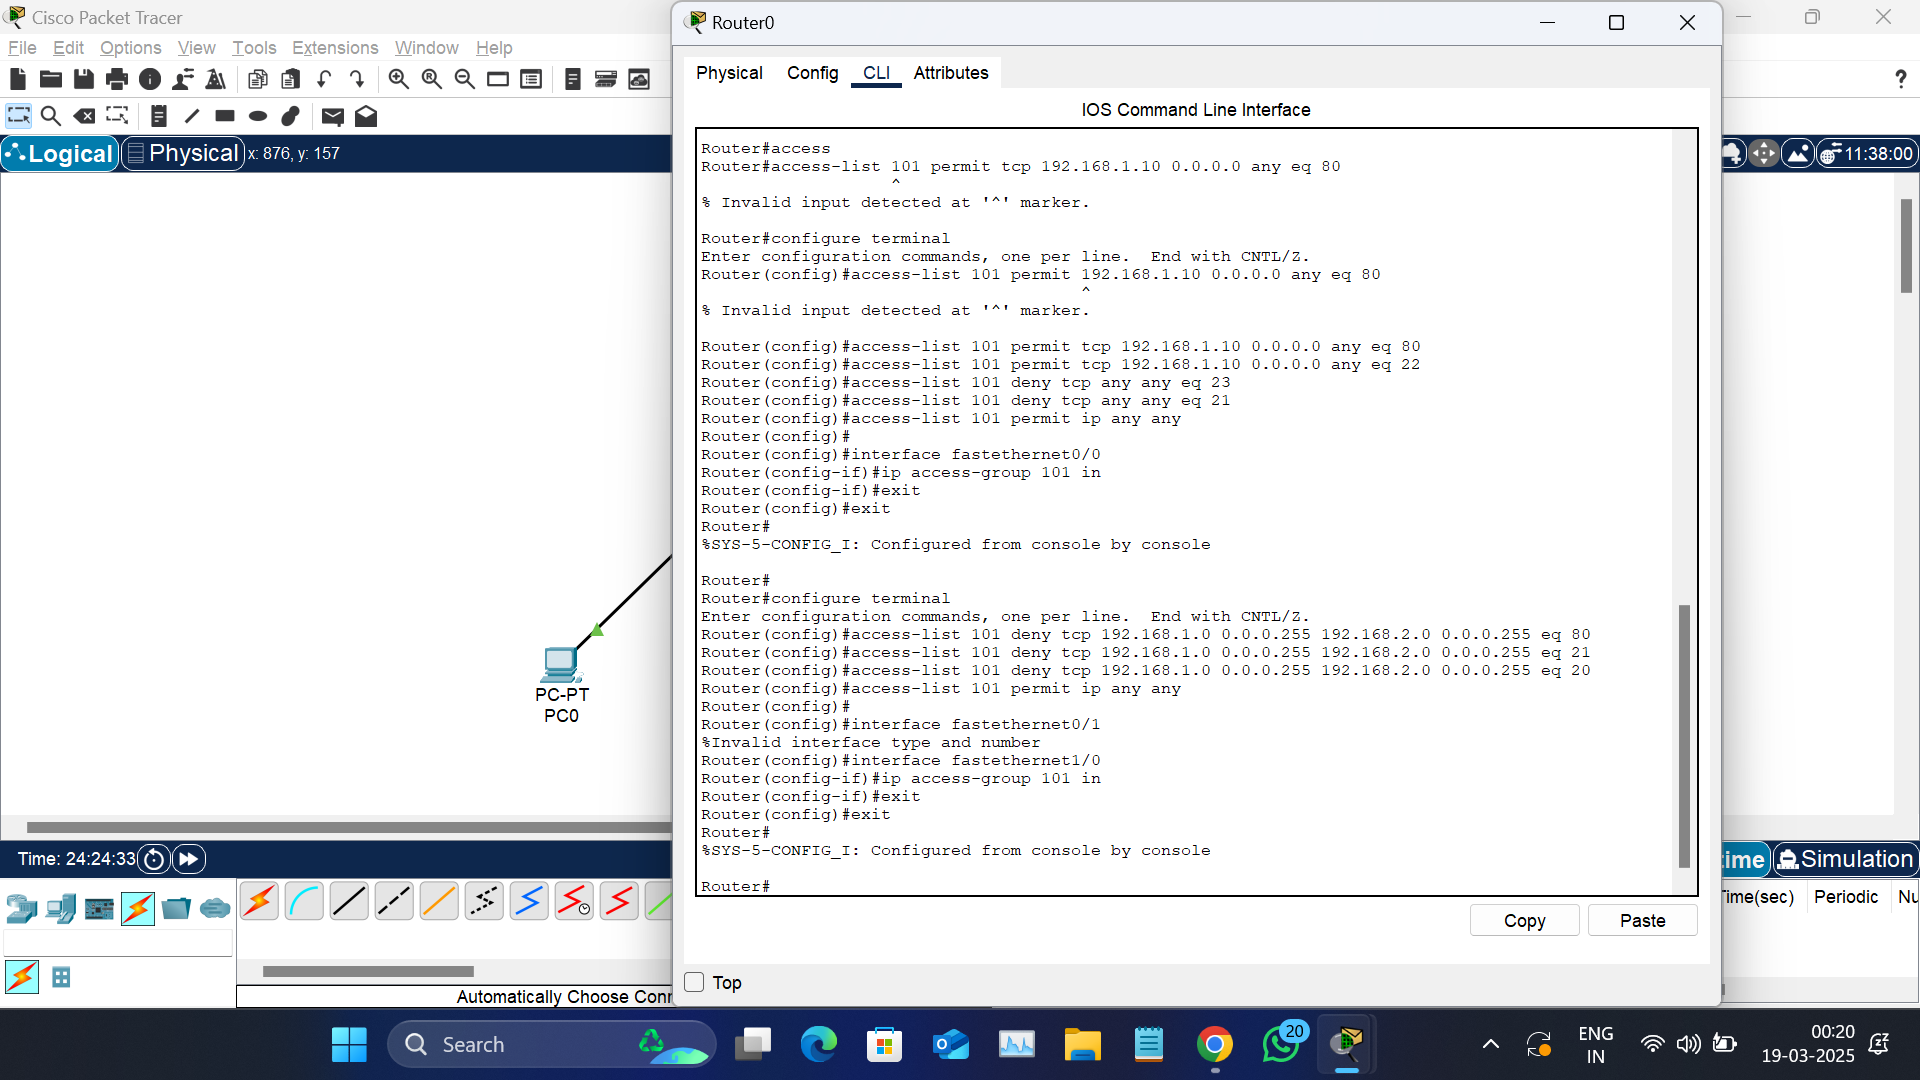 Cisco Packet Tracer
File Edit Options View Tools Extensions Window Help
Logical
Physical
x: 876, y: 157
PC-PT
PC0
Time: 24:24:33
Automatically Choose Conn
Router0
Physical Config CLI Attributes
IOS Command Line Interface
Router#access
Router#access-list 101 permit tcp 192.168.1.10 0.0.0.0 any eq 80
^
% Invalid input detected at '^' marker.
Router#configure terminal
Enter configuration commands, one per line. End with CNTL/Z.
Router(config)#access-list 101 permit 192.168.1.10 0.0.0.0 any eq 80
^
% Invalid input detected at '^' marker.
Router(config)#access-list 101 permit tcp 192.168.1.10 0.0.0.0 any eq 80
Router(config)#access-list 101 permit tcp 192.168.1.10 0.0.0.0 any eq 22
Router(config)#access-list 101 deny tcp any any eq 23
Router(config)#access-list 101 deny tcp any any eq 21
Router(config)#access-list 101 permit ip any any
Router(config)#
Router(config)#interface fastethernet0/0
Router(config-if)#ip access-group 101 in
Router(config-if)#exit
Router(config)#exit
Router#
%SYS-5-CONFIG_I: Configured from console by console
Router#
Router#configure terminal
Enter configuration commands, one per line. End with CNTL/Z.
Router(config)#access-list 101 deny tcp 192.168.1.0 0.0.0.255 192.168.2.0 0.0.0.255 eq 80
Router(config)#access-list 101 deny tcp 192.168.1.0 0.0.0.255 192.168.2.0 0.0.0.255 eq 21
Router(config)#access-list 101 deny tcp 192.168.1.0 0.0.0.255 192.168.2.0 0.0.0.255 eq 20
Router(config)#access-list 101 permit ip any any
Router(config)#
Router(config)#interface fastethernet0/1
%Invalid interface type and number
Router(config)#interface fastethernet1/0
Router(config-if)#ip access-group 101 in
Router(config-if)#exit
Router(config)#exit
Router#
%SYS-5-CONFIG_I: Configured from console by console
Router#
Copy Paste
Top
?
11:38:00
ime
Simulation
Time(sec) Periodic Nu
Search
20
ENG
IN
00:20
19-03-2025